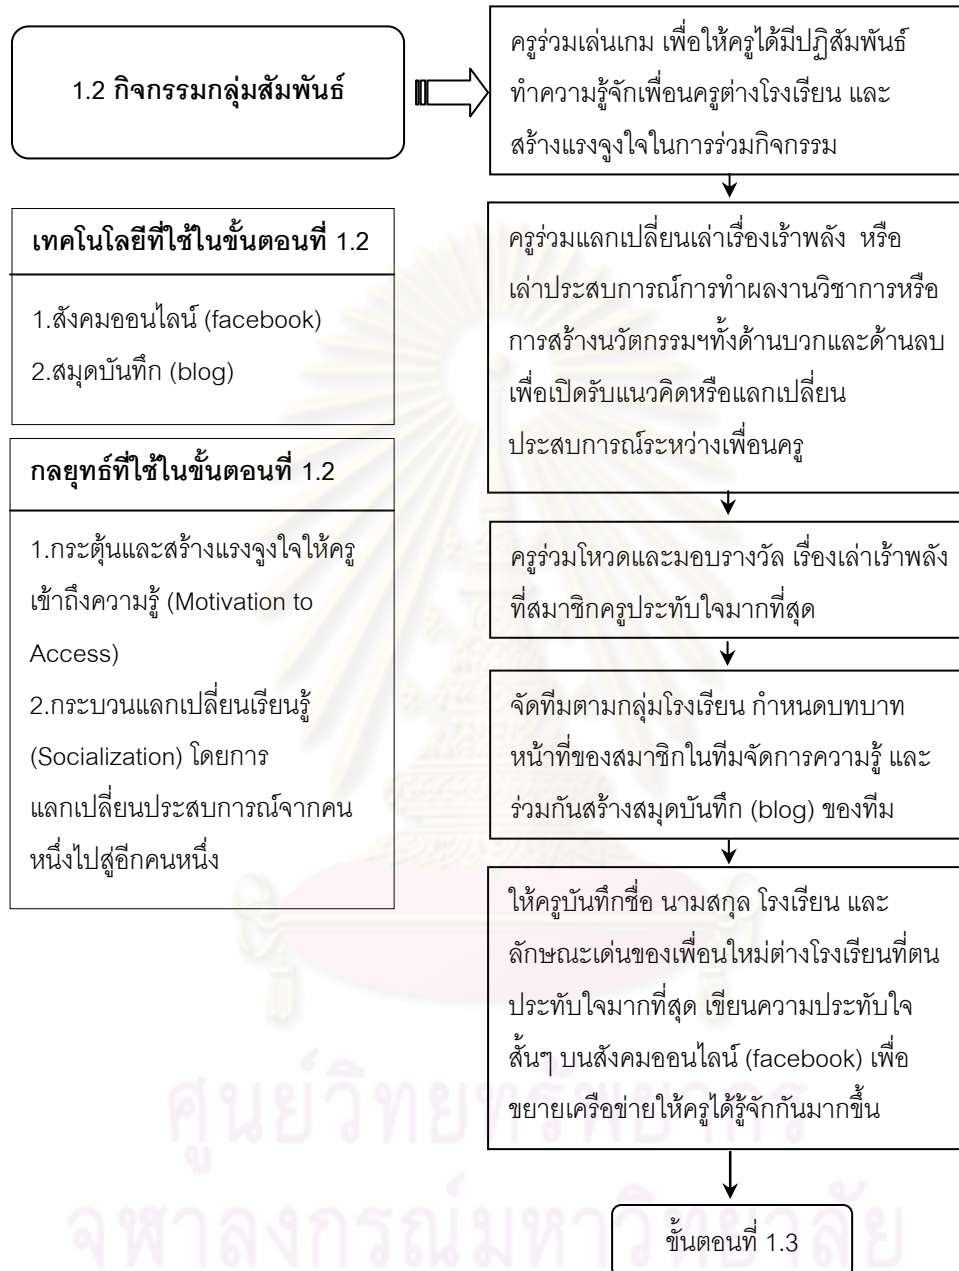 1.2 กิจกรรมกลุ่มสัมพันธ์
ครูร่วมเล่นเกม เพื่อให้ครูได้มีปฏิสัมพันธ์
ทำความรู้จักเพื่อนครูต่างโรงเรียน และ
สร้างแรงจูงใจในการร่วมกิจกรรม
เทคโนโลยีที่ใช้ในขั้นตอนที่ 1.2
1.สังคมออนไลน์ (facebook)
2.สมุดบันทึก (blog)
กลยุทธ์ที่ใช้ในขั้นตอนที่ 1.2
1.กระตุ้นและสร้างแรงจูงใจให้ครู
เข้าถึงความรู้ (Motivation to
Access)
2.กระบวนแลกเปลี่ยนเรียนรู้
(Socialization) โดยการ
แลกเปลี่ยนประสบการณ์จากคน
หนึ่งไปสู่อีกคนหนึ่ง
ครูร่วมแลกเปลี่ยนเล่าเรื่องเร้าพลัง หรือ
เล่าประสบการณ์การทำผลงานวิชาการหรือ
การสร้างนวัตกรรมฯทั้งด้านบวกและด้านลบ
เพื่อเปิดรับแนวคิดหรือแลกเปลี่ยน
ประสบการณ์ระหว่างเพื่อนครู
ครูร่วมโหวดและมอบรางวัล เรื่องเล่าเร้าพลัง
ที่สมาชิกครูประทับใจมากที่สุด
จัดทีมตามกลุ่มโรงเรียน กำหนดบทบาท
หน้าที่ของสมาชิกในทีมจัดการความรู้ และ
ร่วมกันสร้างสมุดบันทึก (blog) ของทีม
ให้ครูบันทึกชื่อ นามสกุล โรงเรียน และ
ลักษณะเด่นของเพื่อนใหม่ต่างโรงเรียนที่ตน
ประทับใจมากที่สุด เขียนความประทับใจ
สั้นๆ บนสังคมออนไลน์ (facebook) เพื่อ
ขยายเครือข่ายให้ครูได้รู้จักกันมากขึ้น
ศูนย์วิทยทรัพยากร
จุฬาลงกรณ์มหาวิทยาลัย
ขั้นตอนที่ 1.3